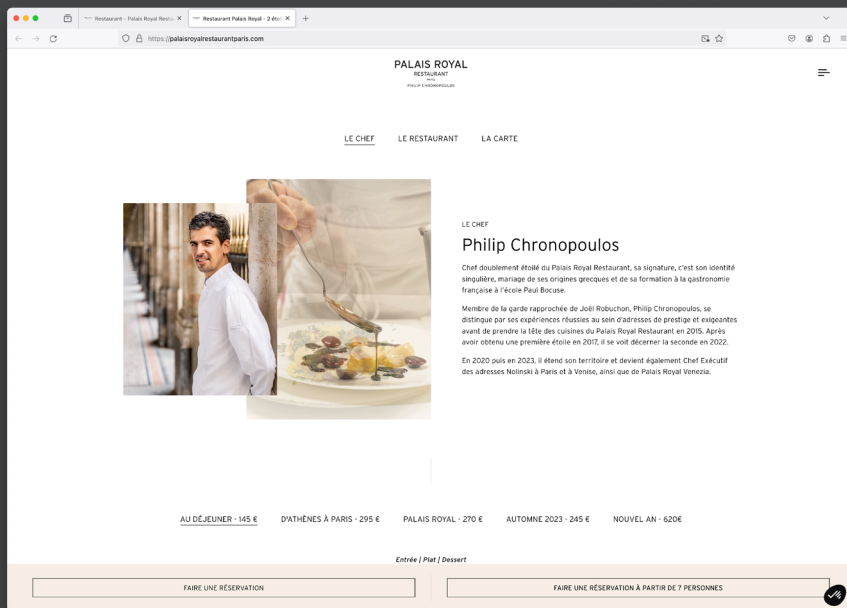 Restaurant - Palais Royal Resta
Restaurant Palais Royal - 2 étoi
https://palaisroyalrestaurantparis.com
PALAIS ROYAL
RESTAURANT
PARIS
PHILIP CHRONOPOULOS
LE CHEF LE RESTAURANT LA CARTE
LE CHEF
Philip Chronopoulos
Chef doublement étoilé du Palais Royal Restaurant, sa signature, c'est son identité
singulière, mariage de ses origines grecques et de sa formation à la gastronomie
française à l'école Paul Bocuse.
Membre de la garde rapprochée de Joël Robuchon, Philip Chronopoulos, se
distingue par ses expériences réussies au sein d'adresses de prestige et exigeantes
avant de prendre la tête des cuisines du Palais Royal Restaurant en 2015. Après
avoir obtenu une première étoile en 2017, il se voit décerner la seconde en 2022.
En 2020 puis en 2023, il étend son territoire et devient également Chef Exécutif
des adresses Nolinski à Paris et à Venise, ainsi que de Palais Royal Venezia.
AU DÉJEUNER - 145 € D'ATHÈNES À PARIS - 295 € PALAIS ROYAL - 270 € AUTOMNE 2023 - 245 € NOUVEL AN - 620€
Entrée | Plat | Dessert
FAIRE UNE RÉSERVATION
FAIRE UNE RÉSERVATION À PARTIR DE 7 PERSONNES